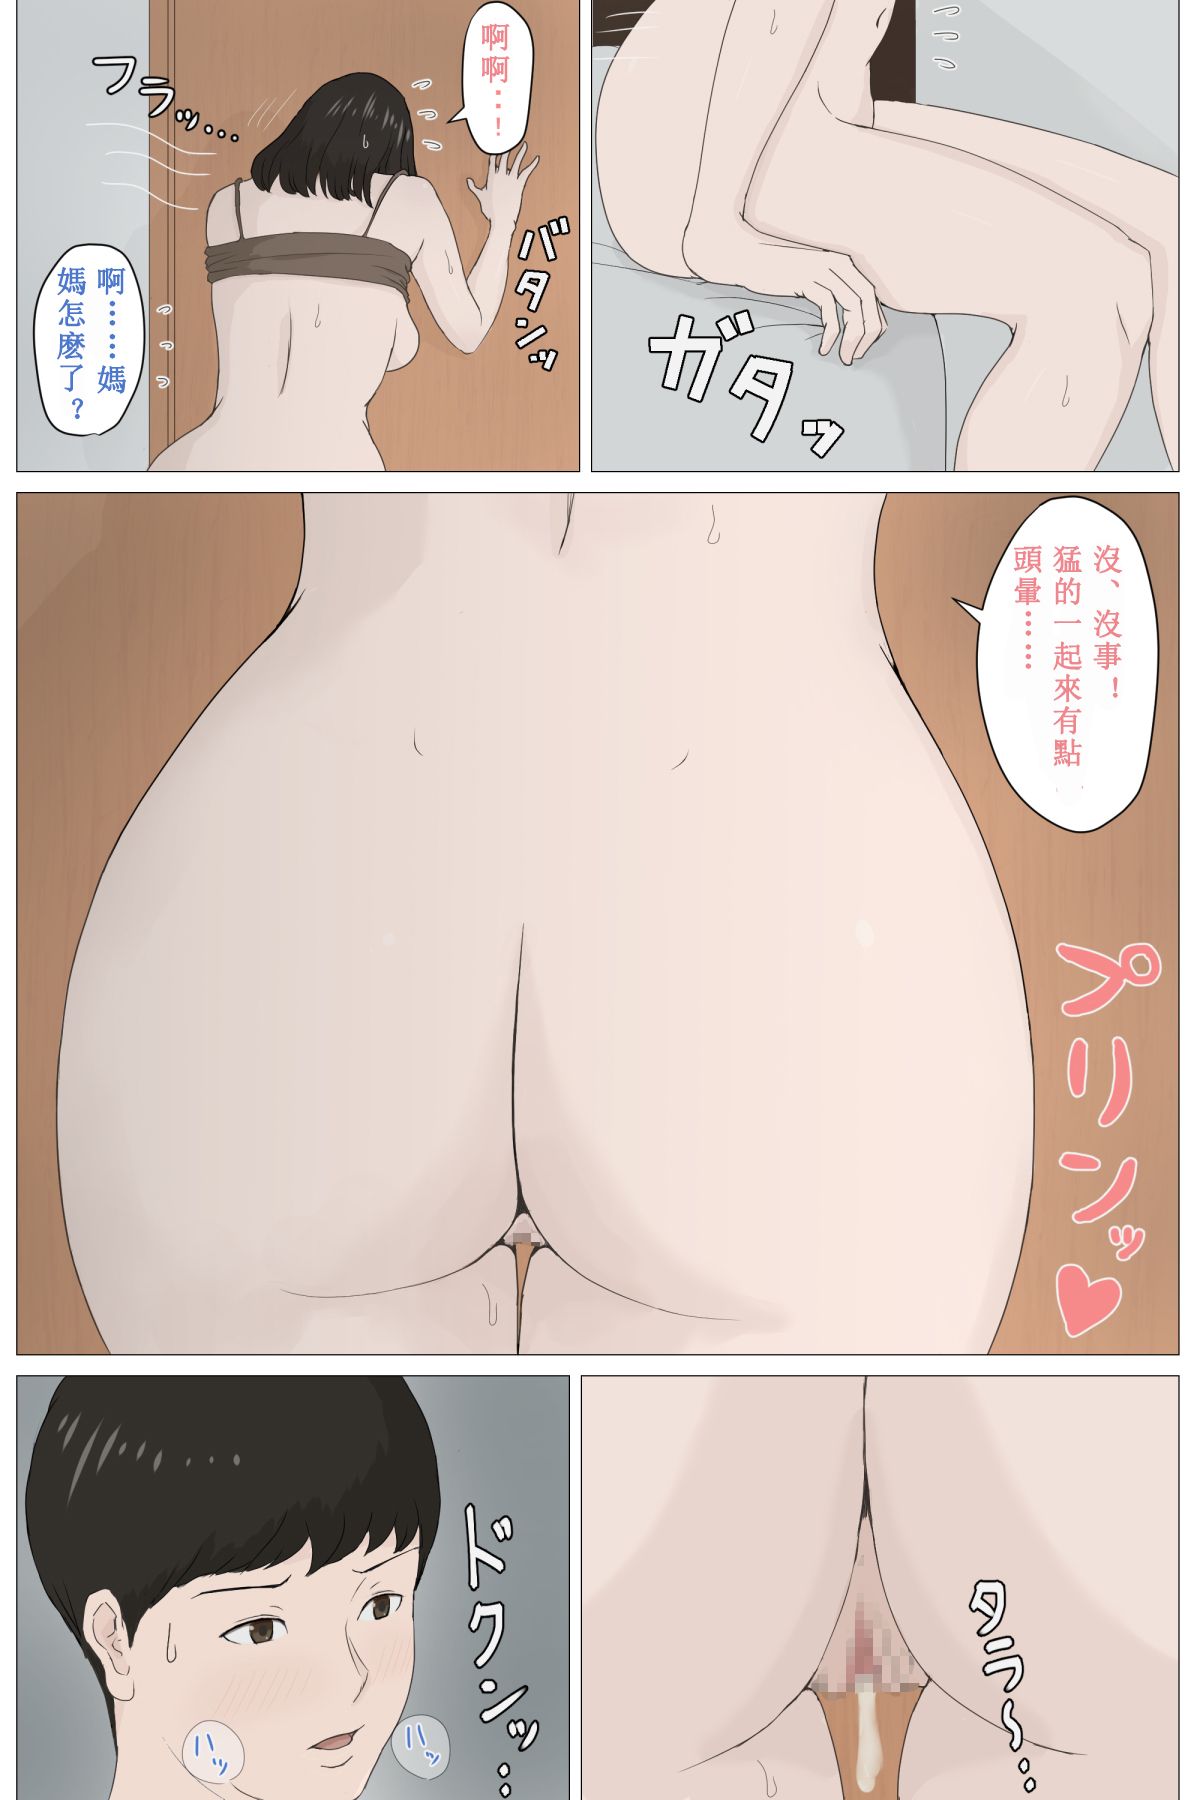 ガタッ
啊啊…！
バタンッ
フラッ…
啊……媽
媽怎麼了？
沒、沒事！
猛的一起來有點
頭暈……
プリンッ♥
タラ〜…
ドクンッ…
ハッ
ハッ